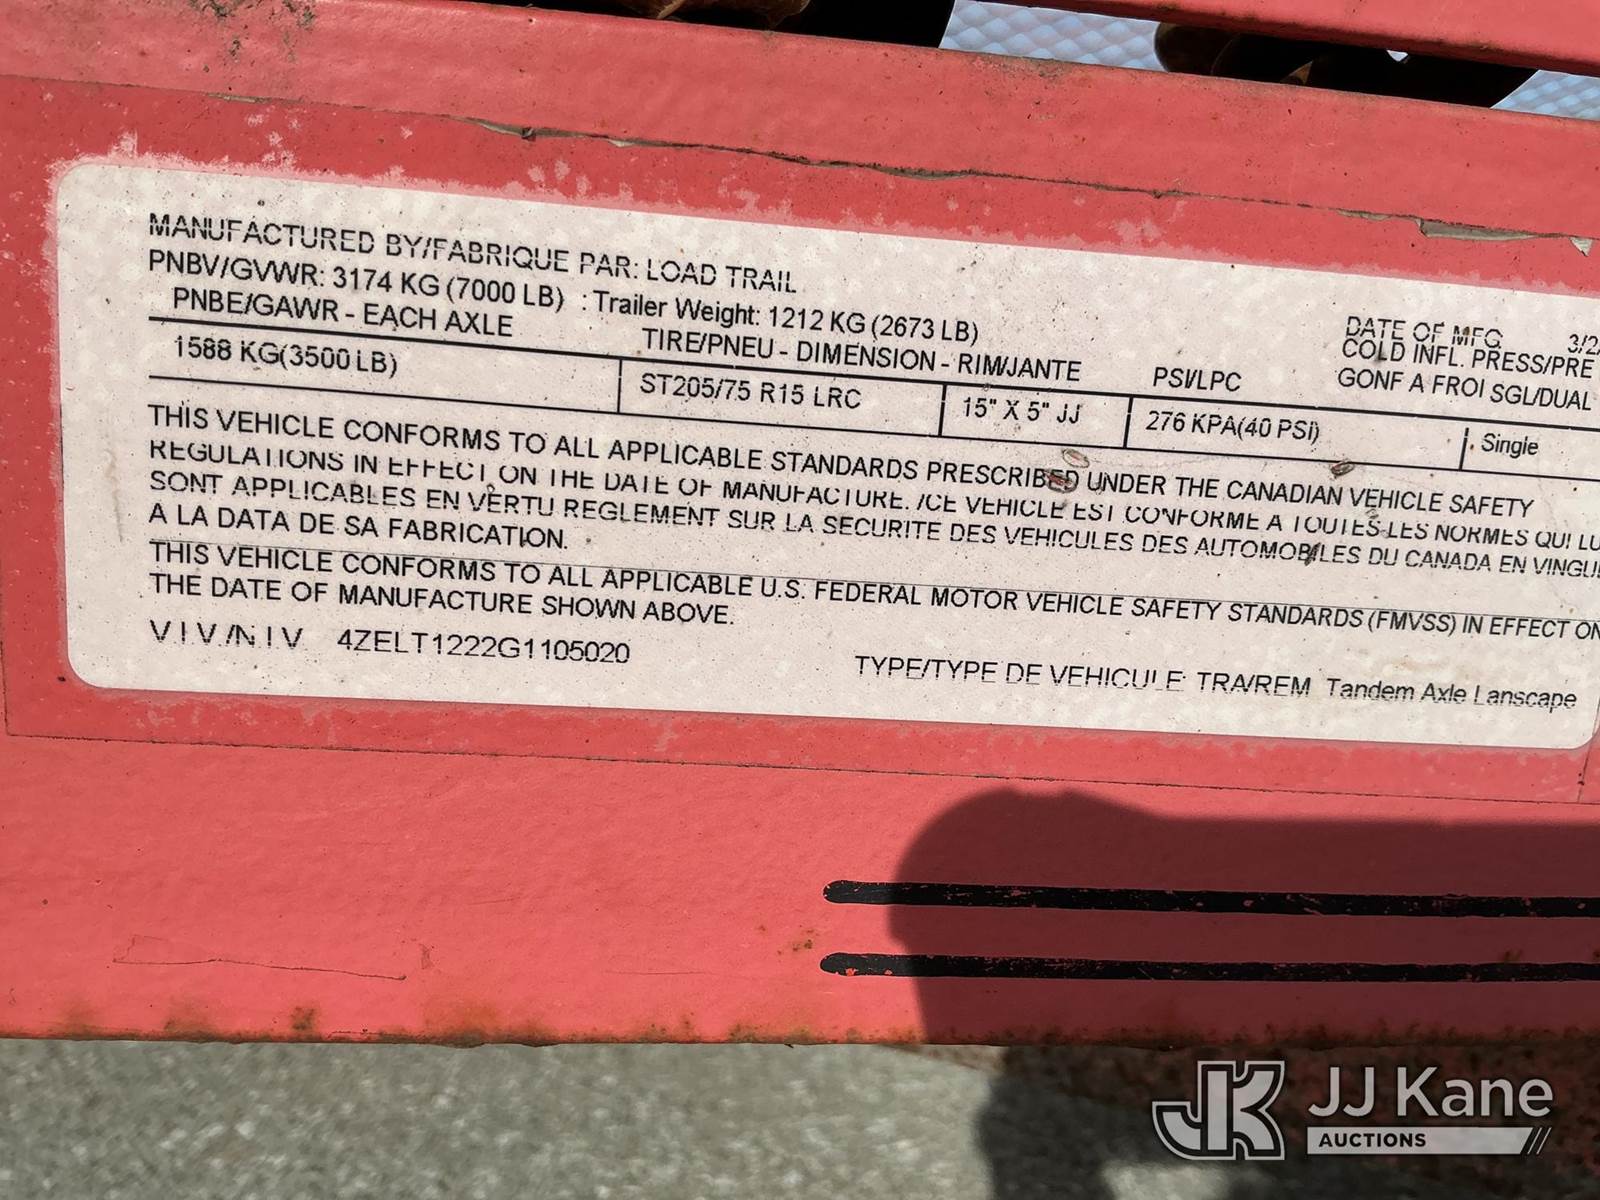 MANUFACTURED BY/FABRIQUE PAR: LOAD TRAIL
PNBV/GVWR: 3174 KG (7000 LB) : Trailer Weight: 1212 KG (2673 LB)
DATE OF MFG 3/2
PNBE/GAWR - EACH AXLE TIRE/PNEU - DIMENSION - RIM/JANTE PSI/LPC
COLD INFL. PRESS/PRE
GONF A FROI SGL/DUAL
1588 KG(3500 LB) ST205/75 R15 LRC 15" X 5" JJ 276 KPA(40 PSI) Single
THIS VEHICLE CONFORMS TO ALL APPLICABLE STANDARDS PRESCRIBED UNDER THE CANADIAN VEHICLE SAFETY
REGULATIONS IN EFFECT ON THE DATE OF MANUFACTURE. /CE VEHICLE EST CONFORME A TOUTES LES NORMES QUI LU
SONT APPLICABLES EN VERTU REGLEMENT SUR LA SECURITE DES VEHICULES DES AUTOMOBILES DU CANADA EN VINGU
A LA DATA DE SA FABRICATION.
THIS VEHICLE CONFORMS TO ALL APPLICABLE U.S. FEDERAL MOTOR VEHICLE SAFETY STANDARDS (FMVSS) IN EFFECT ON
THE DATE OF MANUFACTURE SHOWN ABOVE.
V I V /N I V 4ZELT1222G1105020
TYPE/TYPE DE VEHICULE: TRA/REM Tandem Axle Lanscape
JK JJ Kane
AUCTIONS